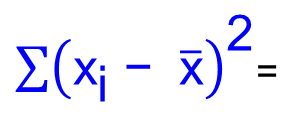 ∑(xᵢ − x̄)² =